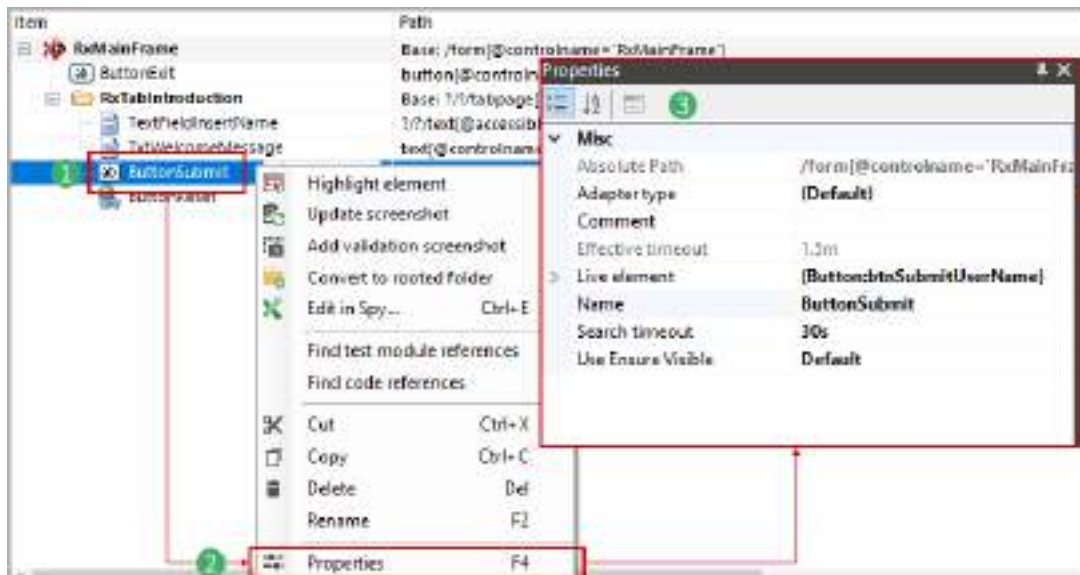 Item Path
RxMainFrame Base: /form[@controlname='RxMainFrame']
ButtonExit button[@controln
RxTabIntroduction Base: ?/?/tabpage[
TextFieldInsertName ?/?/text[@accessib
TxtWelcomeMessage text[@controlname
1 ButtonSubmit
ButtonReset
Highlight element
Update screenshot
Add validation screenshot
Convert to rooted folder
Edit in Spy... Ctrl+E
Find test module references
Find code references
Cut Ctrl+X
Copy Ctrl+C
Delete Del
Rename F2
2 Properties F4
Properties
3
Misc
Absolute Path /form[@controlname='RxMainFra
Adapter type (Default)
Comment
Effective timeout 1.5m
Live element {Button:btnSubmitUserName}
Name ButtonSubmit
Search timeout 30s
Use Ensure Visible Default